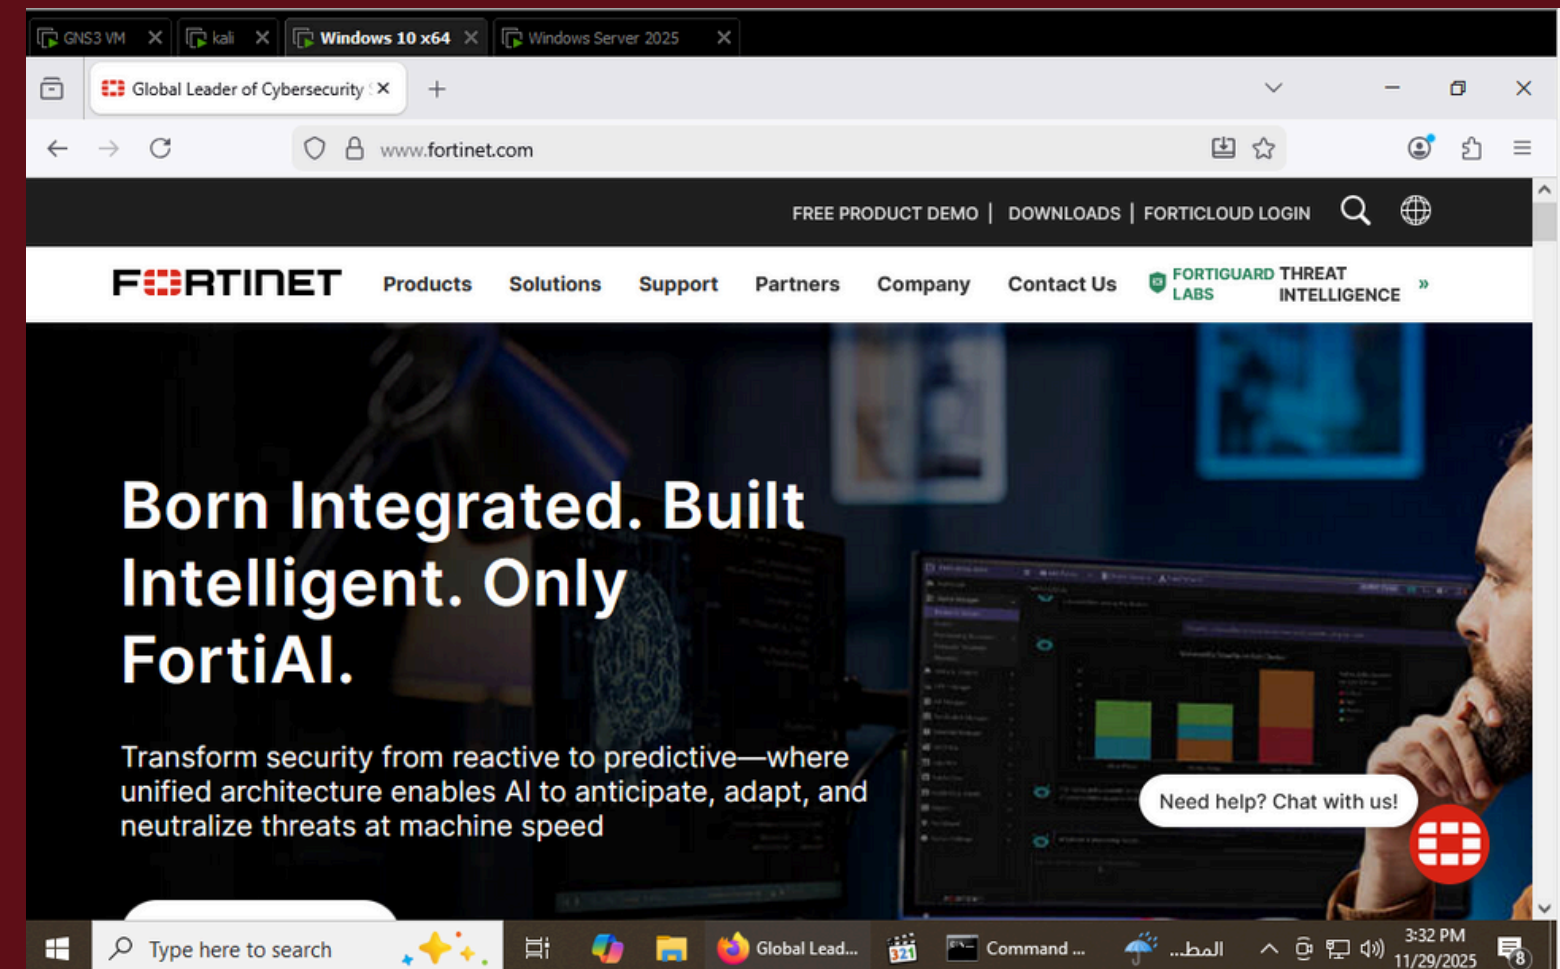 GNS3 VM
kali
Windows 10 x64
Windows Server 2025
Global Leader of Cybersecurity S
www.fortinet.com
FREE PRODUCT DEMO | DOWNLOADS | FORTICLOUD LOGIN
FORTINET
Products
Solutions
Support
Partners
Company
Contact Us
FORTIGUARD LABS
THREAT INTELLIGENCE »
Born Integrated. Built
Intelligent. Only
FortiAI.
Transform security from reactive to predictive—where
unified architecture enables AI to anticipate, adapt, and
neutralize threats at machine speed
Need help? Chat with us!
Type here to search
Global Lead...
321
Command ...
المط...
3:32 PM
11/29/2025
8